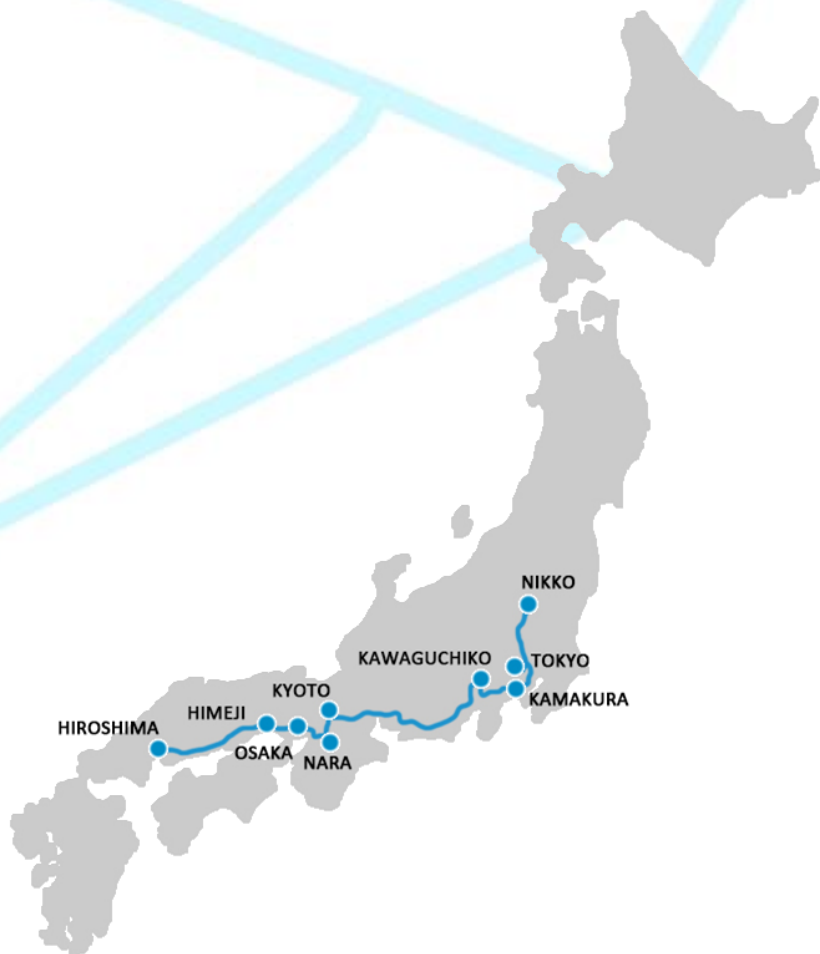 NIKKO
KAWAGUCHIKO
TOKYO
KYOTO
KAMAKURA
HIMEJI
HIROSHIMA
OSAKA
NARA